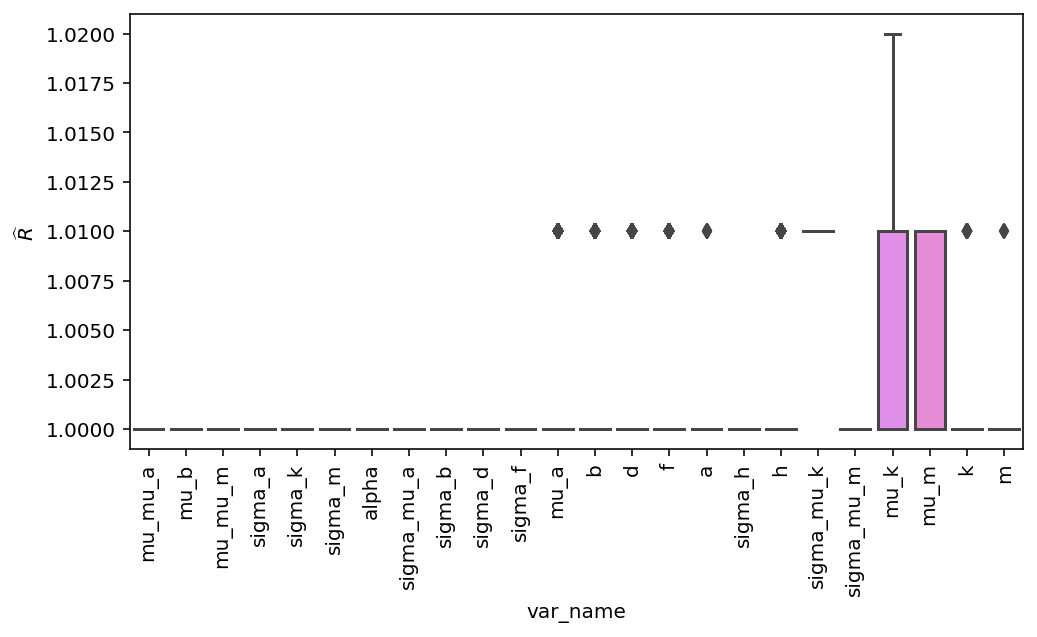 1.0200
1.0175
1.0150
1.0125
1.0100
1.0075
1.0050
1.0025
1.0000
R̂
mu_mu_a
mu_b
mu_mu_m
sigma_a
sigma_k
sigma_m
alpha
sigma_mu_a
sigma_b
sigma_d
sigma_f
mu_a
b
d
f
a
sigma_h
h
sigma_mu_k
sigma_mu_m
mu_k
mu_m
k
m
var_name